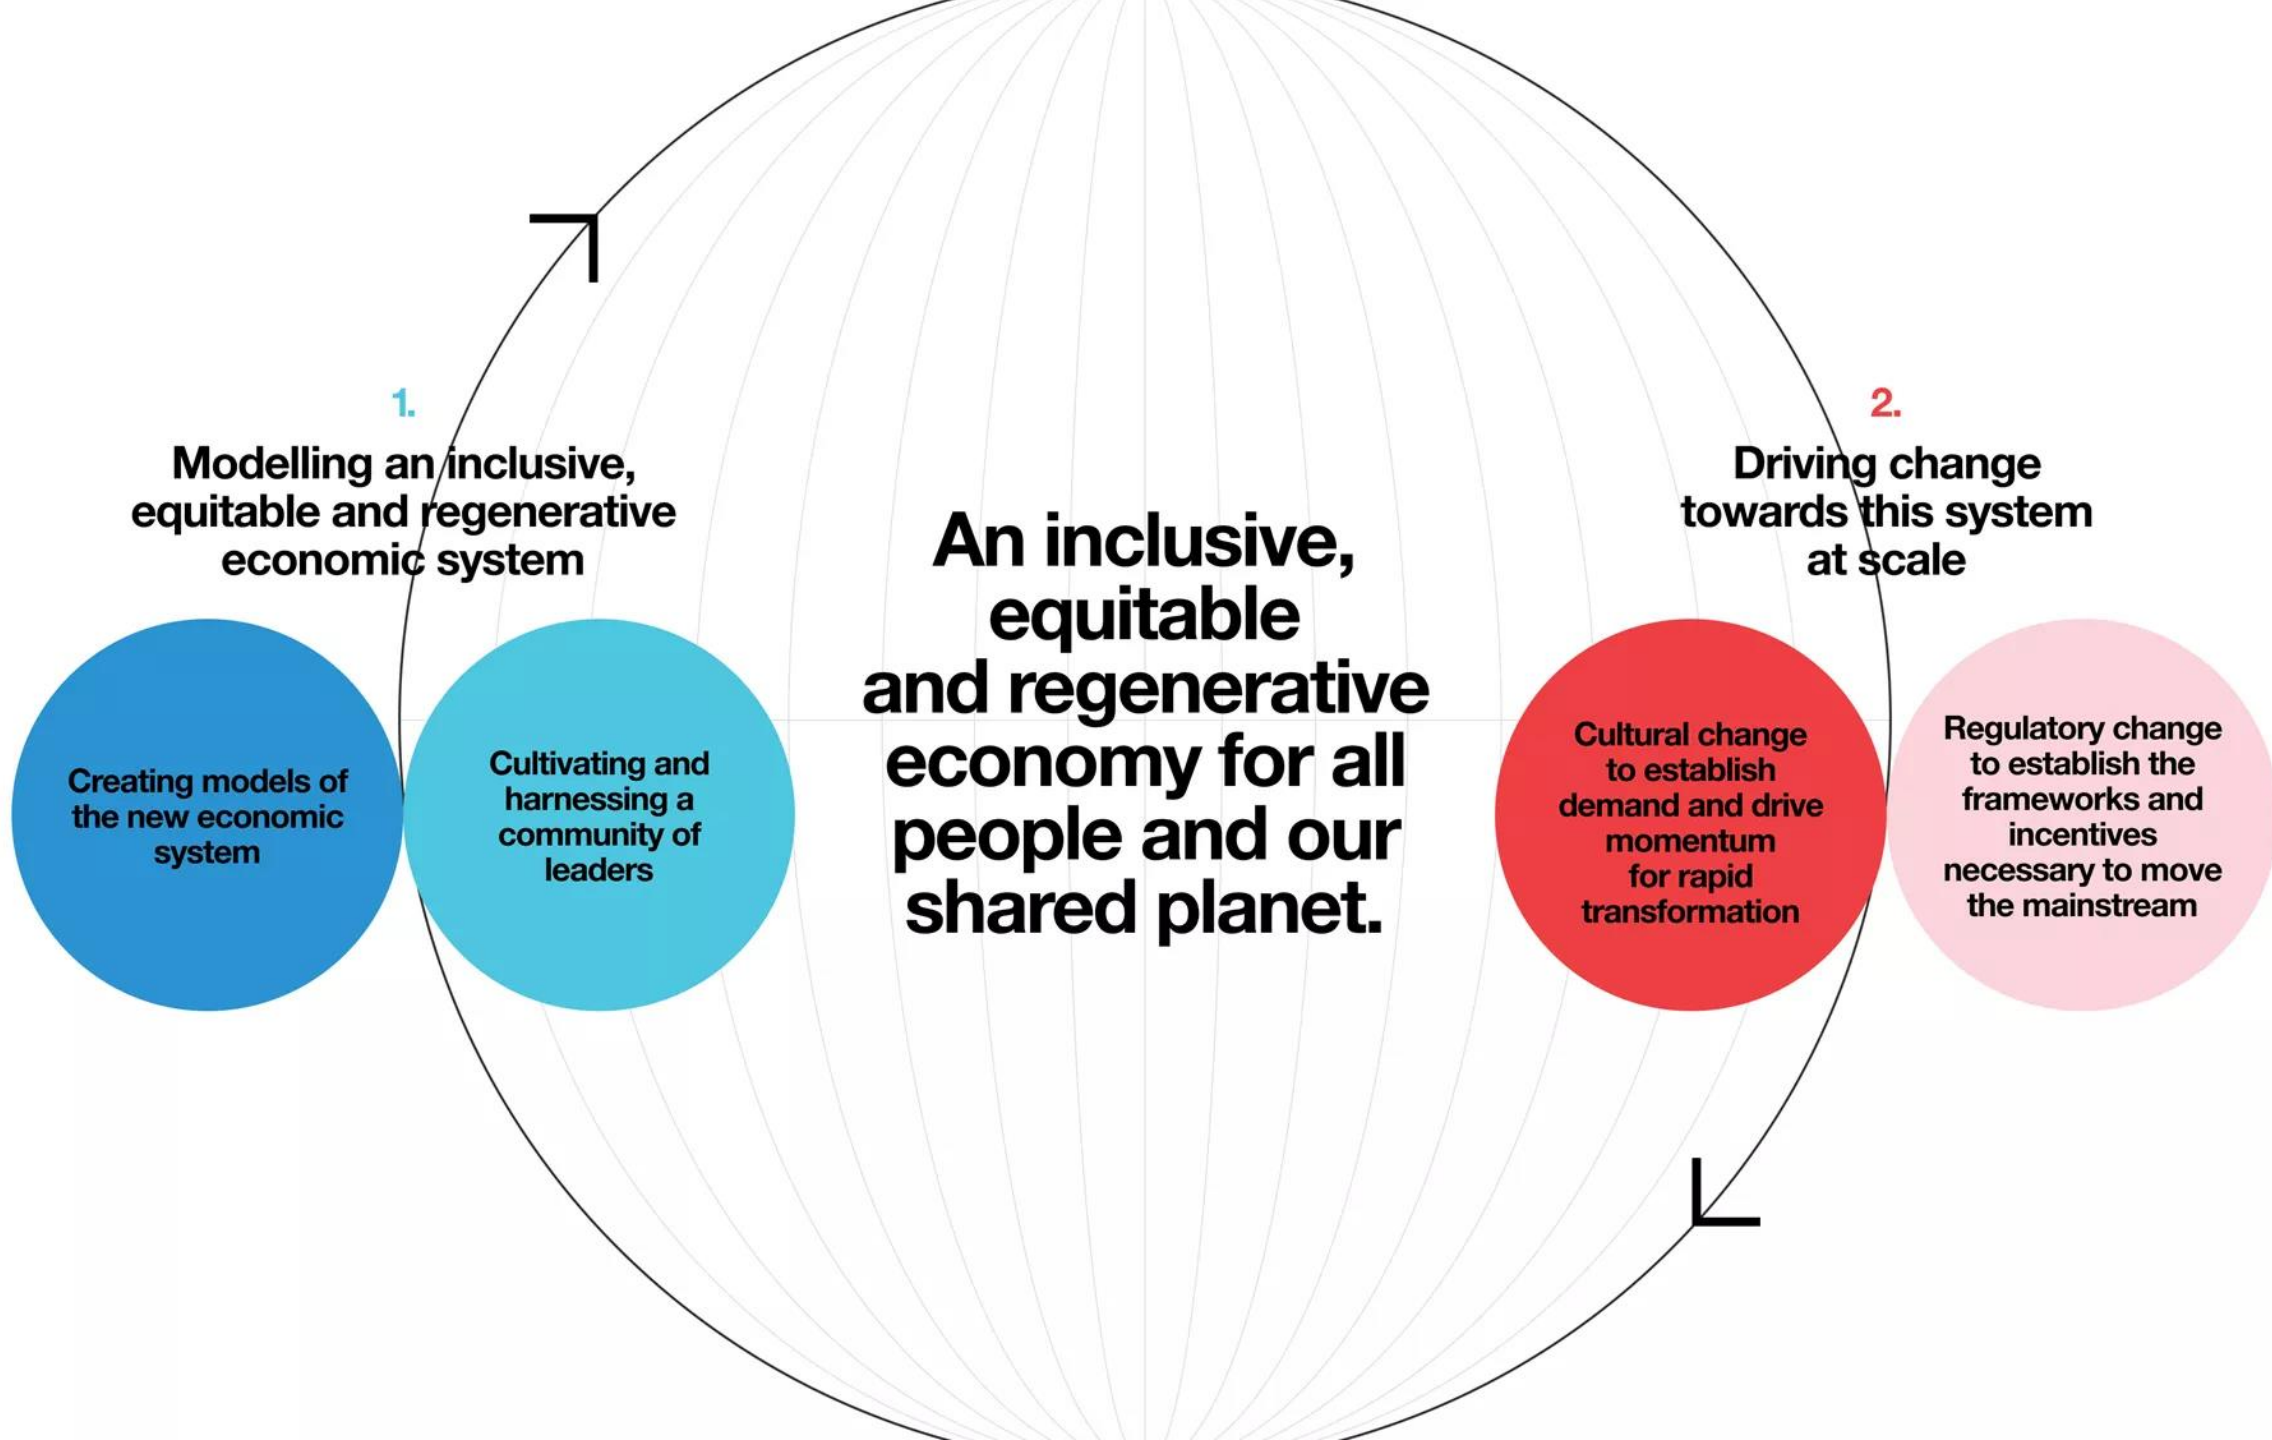 1.
Modelling an inclusive,
equitable and regenerative
economic system
Creating models of
the new economic
system
Cultivating and
harnessing a
community of
leaders
An inclusive,
equitable
and regenerative
economy for all
people and our
shared planet.
2.
Driving change
towards this system
at scale
Cultural change
to establish
demand and drive
momentum
for rapid
transformation
Regulatory change
to establish the
frameworks and
incentives
necessary to move
the mainstream